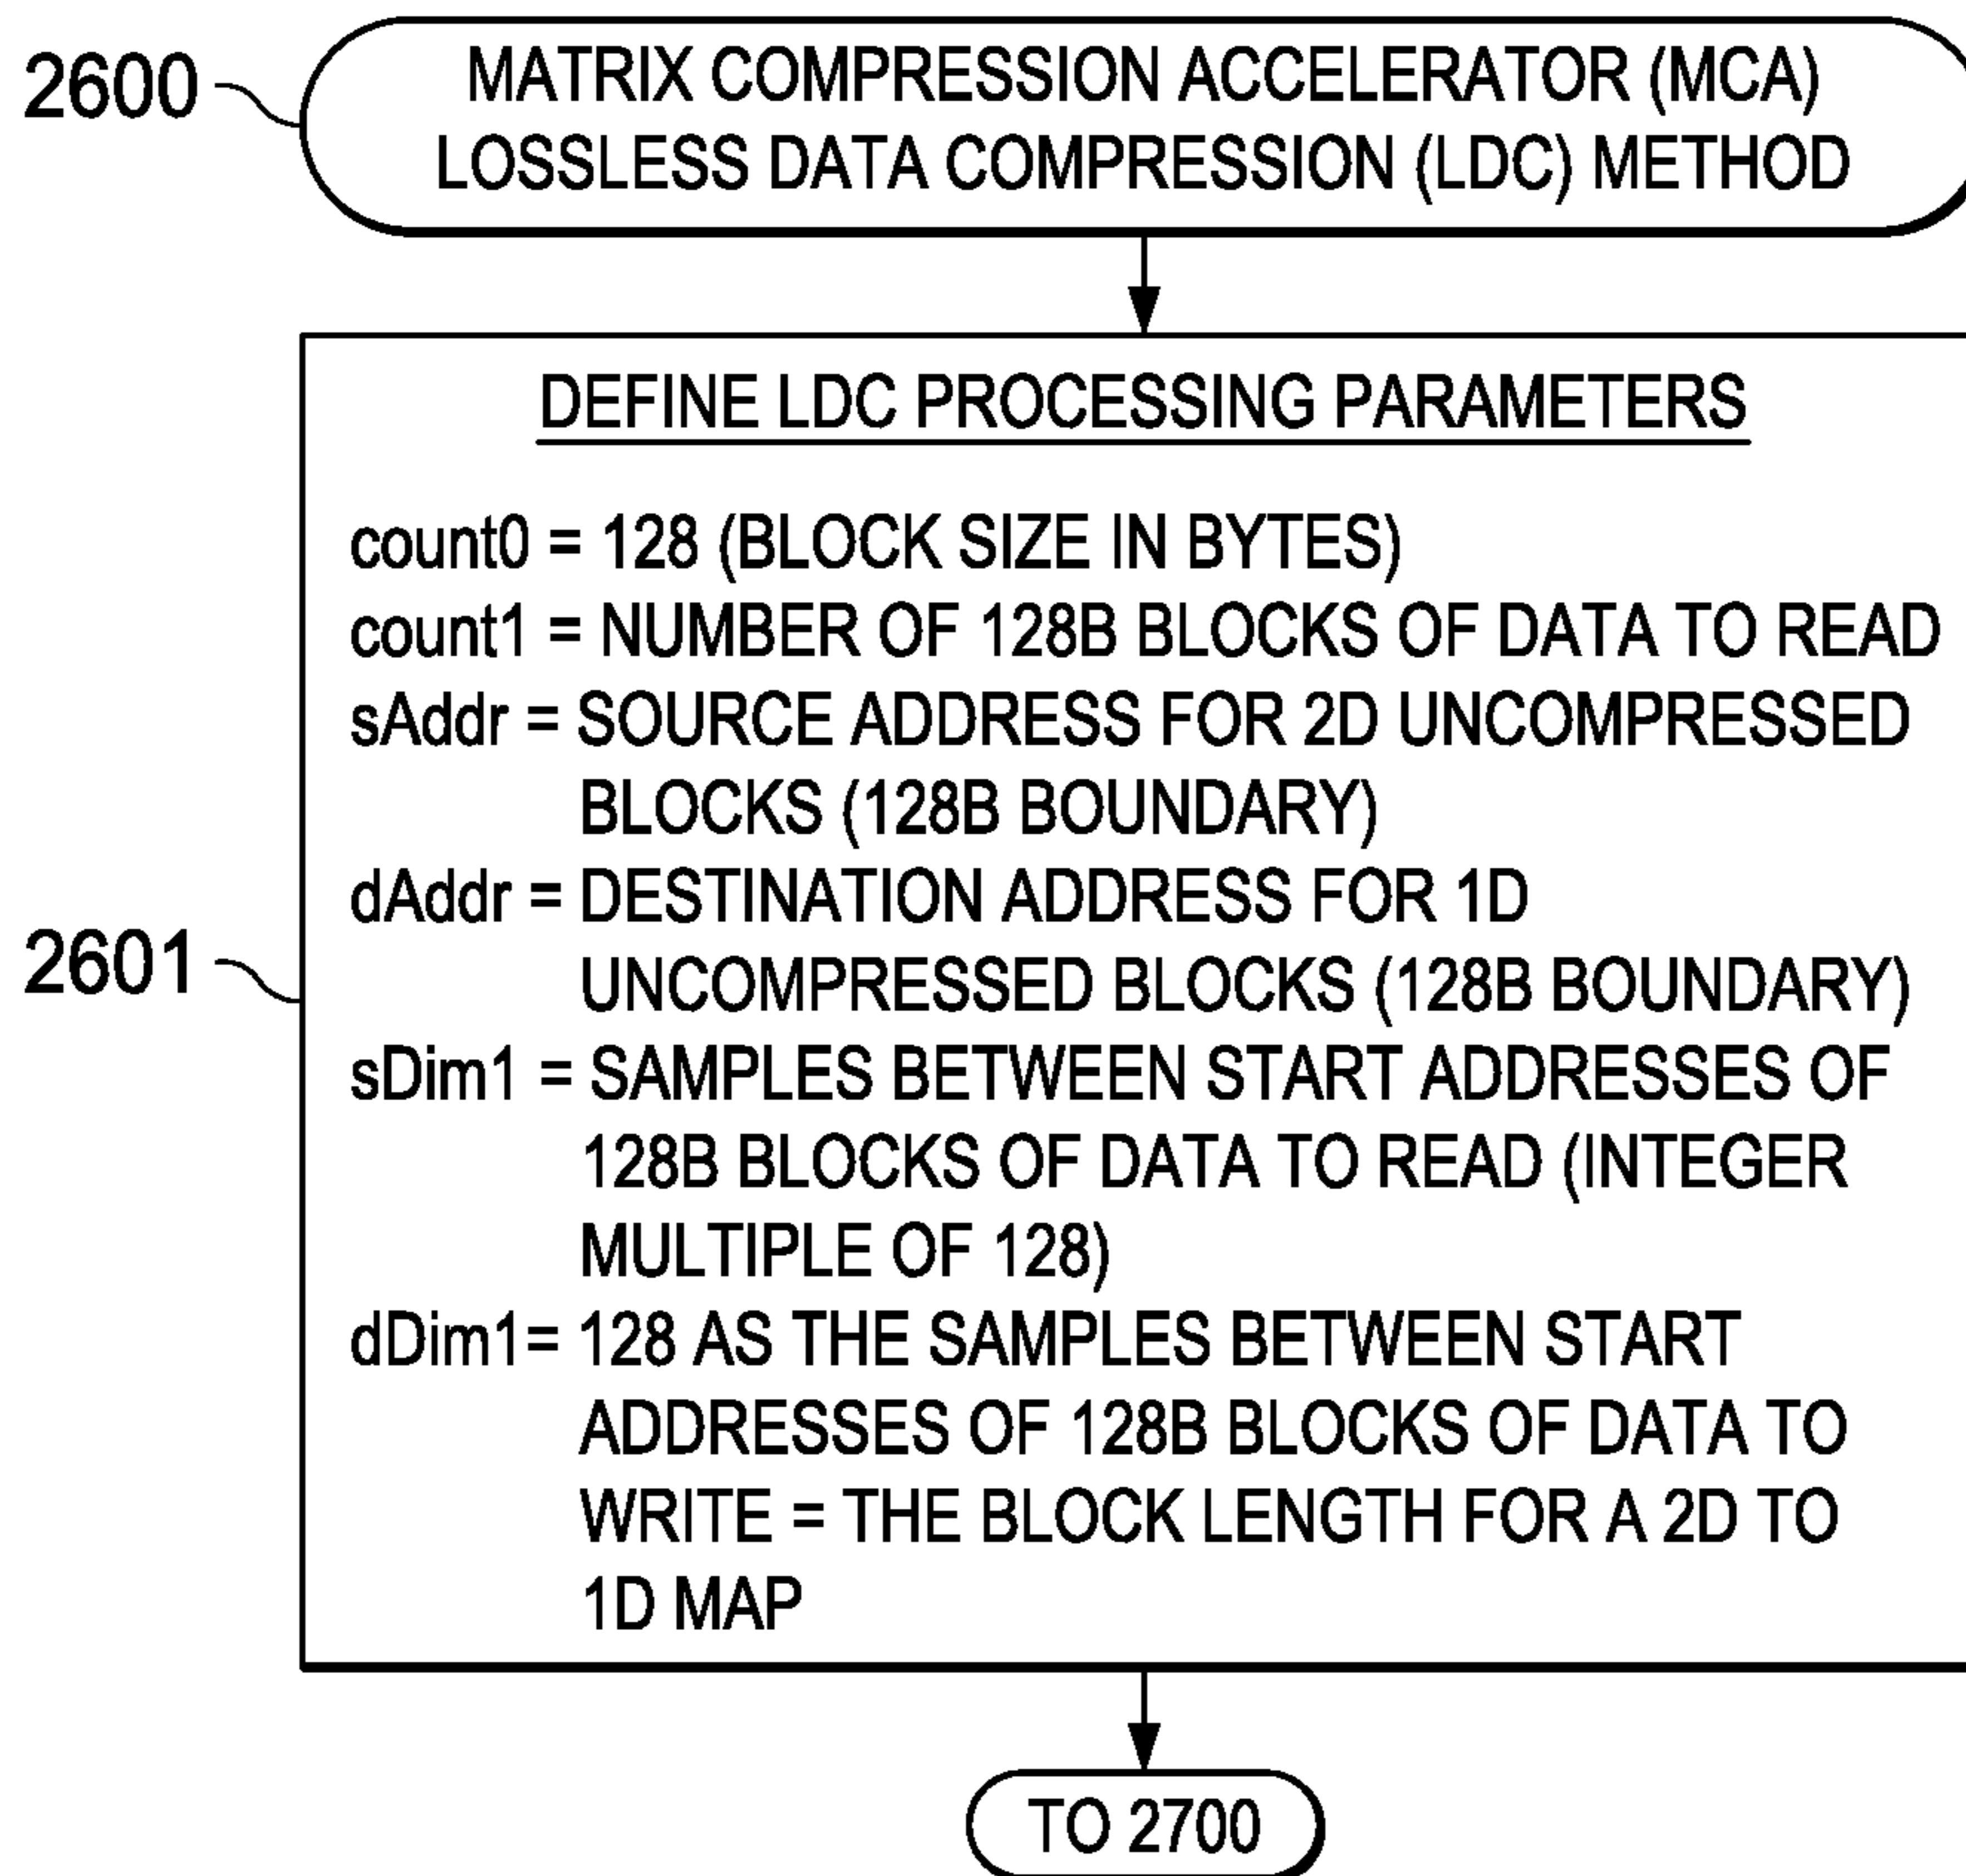 2600
MATRIX COMPRESSION ACCELERATOR (MCA)
LOSSLESS DATA COMPRESSION (LDC) METHOD
DEFINE LDC PROCESSING PARAMETERS
count0 = 128 (BLOCK SIZE IN BYTES)
count1 = NUMBER OF 128B BLOCKS OF DATA TO READ
sAddr = SOURCE ADDRESS FOR 2D UNCOMPRESSED
BLOCKS (128B BOUNDARY)
dAddr = DESTINATION ADDRESS FOR 1D
2601
UNCOMPRESSED BLOCKS (128B BOUNDARY)
sDim1 = SAMPLES BETWEEN START ADDRESSES OF
128B BLOCKS OF DATA TO READ (INTEGER
MULTIPLE OF 128)
dDim1= 128 AS THE SAMPLES BETWEEN START
ADDRESSES OF 128B BLOCKS OF DATA TO
WRITE = THE BLOCK LENGTH FOR A 2D TO
1D MAP
TO 2700